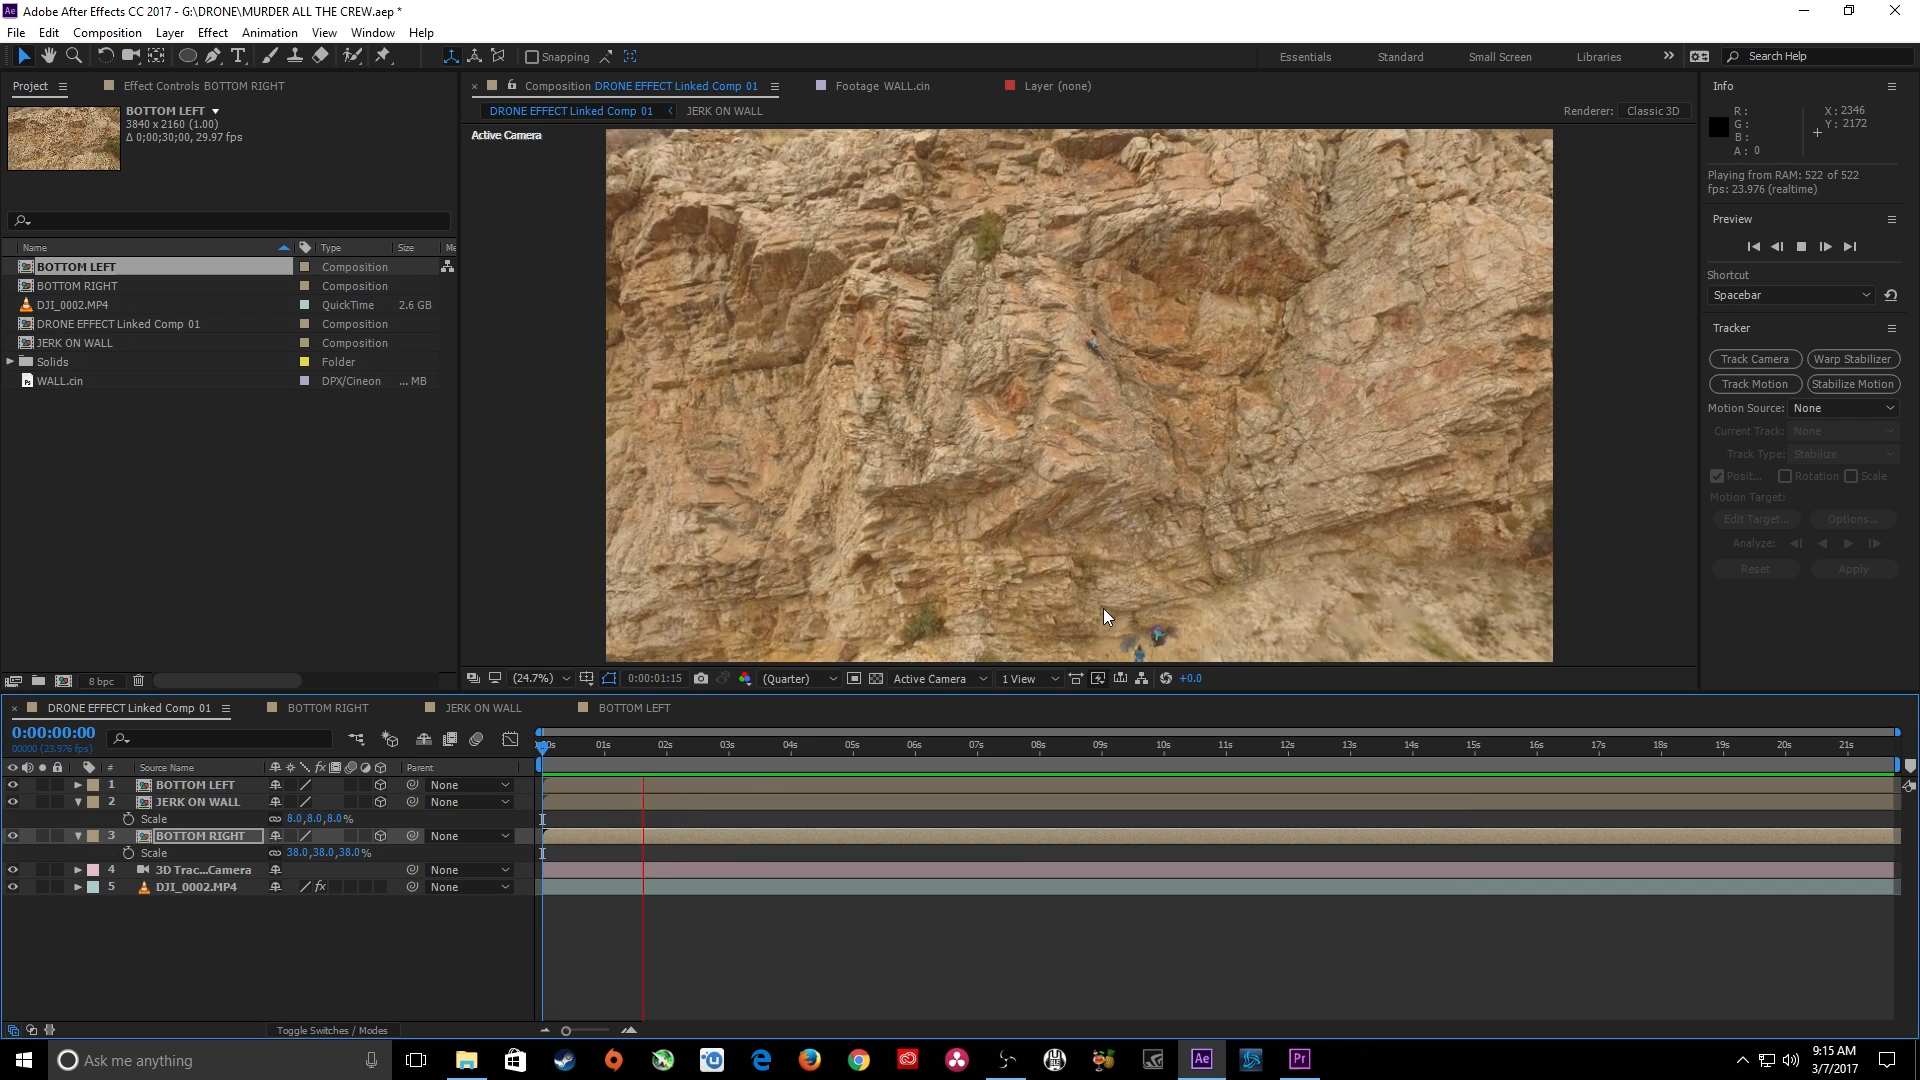 Ae Adobe After Effects CC 2017 - G:\DRONE\MURDER ALL THE CREW.aep *
File Edit Composition Layer Effect Animation View Window Help
Snapping Essentials Standard Small Screen Libraries Search Help
Project Effect Controls BOTTOM RIGHT
BOTTOM LEFT
3840 x 2160 (1.00)
Δ 0;00;30;00, 29.97 fps
Name Type Size Me
BOTTOM LEFT Composition
BOTTOM RIGHT Composition
DJI_0002.MP4 QuickTime 2.6 GB
DRONE EFFECT Linked Comp 01 Composition
JERK ON WALL Composition
Solids Folder
WALL.cin DPX/Cineon ... MB
8 bpc
Composition DRONE EFFECT Linked Comp 01 Footage WALL.cin Layer (none)
DRONE EFFECT Linked Comp 01 JERK ON WALL Renderer: Classic 3D
Active Camera
(24.7%) 0:00:01:15 (Quarter) Active Camera 1 View +0.0
Info
R: X: 2346
G: Y: 2172
B:
A: 0
Playing from RAM: 522 of 522
fps: 23.976 (realtime)
Preview
Shortcut
Spacebar
Tracker
Track Camera Warp Stabilizer
Track Motion Stabilize Motion
Motion Source: None
Current Track: None
Track Type: Stabilize
Posit... Rotation Scale
Motion Target:
Edit Target... Options...
Analyze:
Reset Apply
DRONE EFFECT Linked Comp 01 BOTTOM RIGHT JERK ON WALL BOTTOM LEFT
0:00:00:00
00000 (23.976 fps)
01s 02s 03s 04s 05s 06s 07s 08s 09s 10s 11s 12s 13s 14s 15s 16s 17s 18s 19s 20s 21s
# Source Name fx Parent
1 BOTTOM LEFT None
2 JERK ON WALL None
Scale 8.0,8.0,8.0%
3 BOTTOM RIGHT None
Scale 38.0,38.0,38.0%
4 3D Trac...Camera None
5 DJI_0002.MP4 fx None
Toggle Switches / Modes
Ask me anything Ae Pr
9:15 AM
3/7/2017